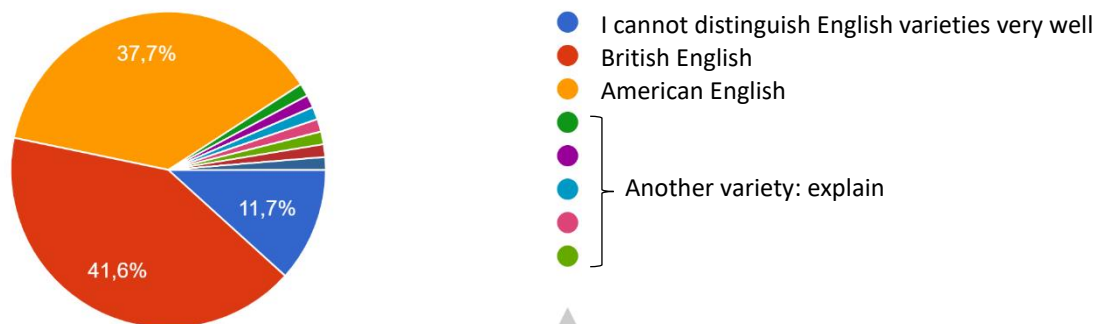 37,7%
11,7%
41,6%
I cannot distinguish English varieties very well
British English
American English
Another variety: explain